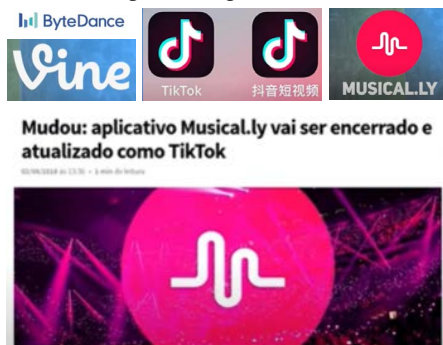 ByteDance
Vine
TikTok
抖音短视频
MUSICAL.LY
Mudou: aplicativo Musical.ly vai ser encerrado e
atualizado como TikTok